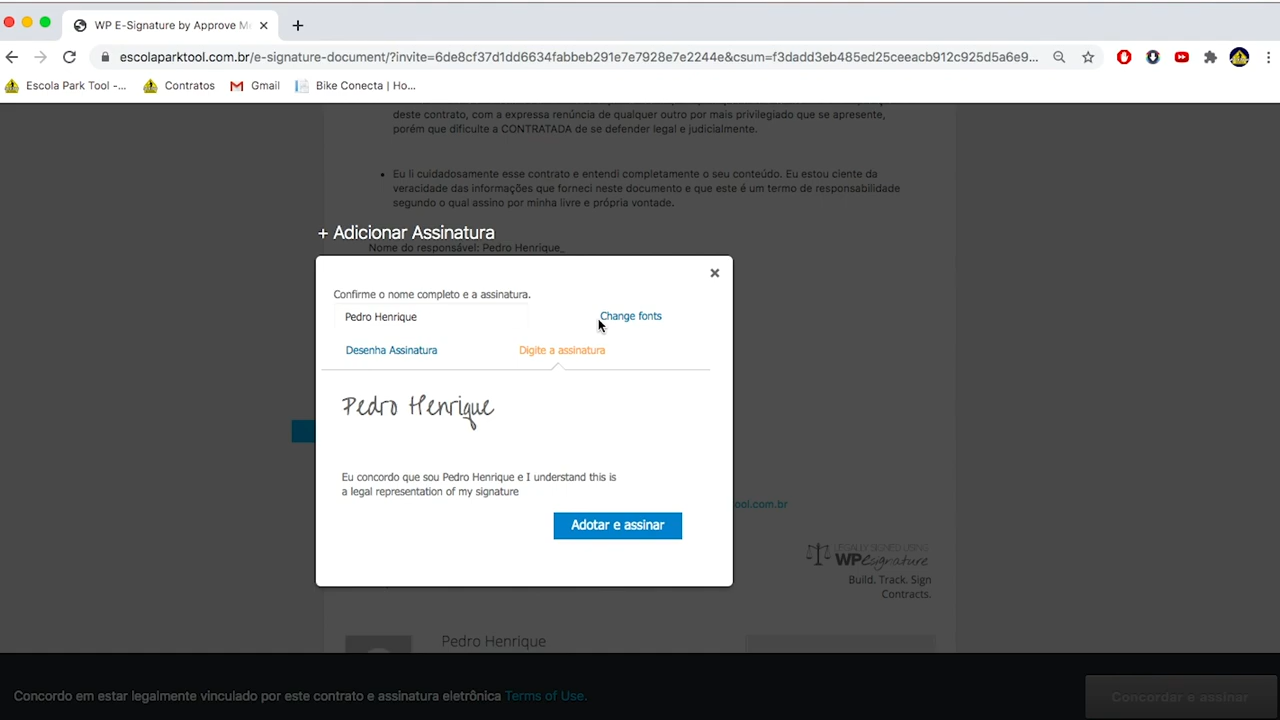 WP E-Signature by Approve Me
escolaparktool.com.br/e-signature-document/?invite=6de8cf37d1dd6634fabbeb291e7e7928e7e2244e&csum=f3dadd3eb485ed25ceeacb912c925d5a6e9...
Escola Park Tool -...
Contratos
Gmail
Bike Conecta | Ho...
deste contrato, com a expressa renúncia de qualquer outro por mais privilegiado que se apresente,
porém que dificulte a CONTRATADA de se defender legal e judicialmente.
• Eu li cuidadosamente esse contrato e entendi completamente o seu conteúdo. Eu estou ciente da
veracidade das informações que forneci neste documento e que este é um termo de responsabilidade
segundo o qual assino por minha livre e própria vontade.
+ Adicionar Assinatura
Nome do responsável: Pedro Henrique_
Confirme o nome completo e a assinatura.
Pedro Henrique
Change fonts
Desenha Assinatura
Digite a assinatura
Pedro Henrique
Eu concordo que sou Pedro Henrique e I understand this is
a legal representation of my signature
Adotar e assinar
ool.com.br
LEGALLY SIGNED USING
WPesignature
Build. Track. Sign
Contracts.
Pedro Henrique
Concordo em estar legalmente vinculado por este contrato e assinatura eletrônica Terms of Use.
Concordar e assinar